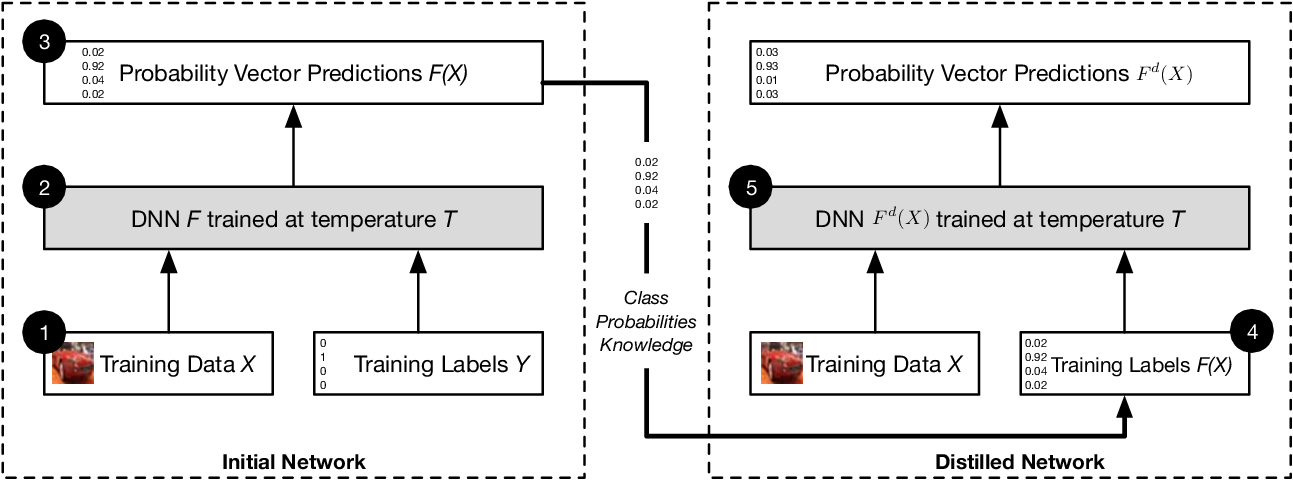 3
0.02
0.92
0.04
0.02
Probability Vector Predictions F(X)
2
DNN F trained at temperature T
1
Training Data X
0
1
0
0
Training Labels Y
Initial Network
0.02
0.92
0.04
0.02
Class
Probabilities
Knowledge
0.03
0.93
0.01
0.03
Probability Vector Predictions F^d(X)
5
DNN F^d(X) trained at temperature T
Training Data X
4
0.02
0.92
0.04
0.02
Training Labels F(X)
Distilled Network